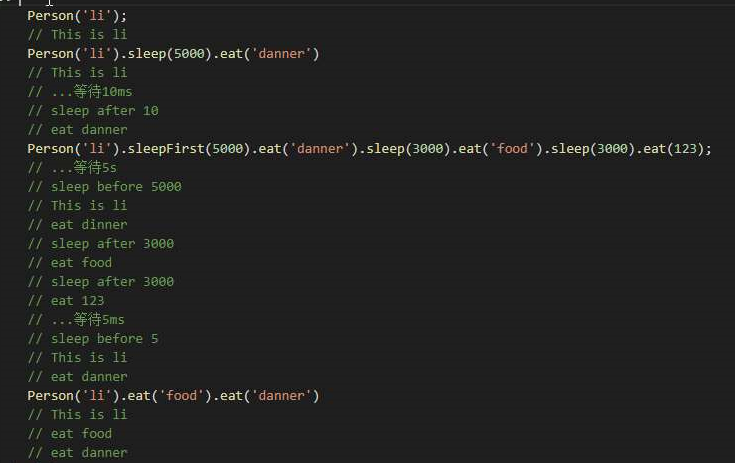 Person('li');
// This is li
Person('li').sleep(5000).eat('danner')
// This is li
// ...等待10ms
// sleep after 10
// eat danner
Person('li').sleepFirst(5000).eat('danner').sleep(3000).eat('food').sleep(3000).eat(123);
// ...等待5s
// sleep before 5000
// This is li
// eat dinner
// sleep after 3000
// eat food
// sleep after 3000
// eat 123
// ...等待5ms
// sleep before 5
// This is li
// eat danner
Person('li').eat('food').eat('danner')
// This is li
// eat food
// eat danner